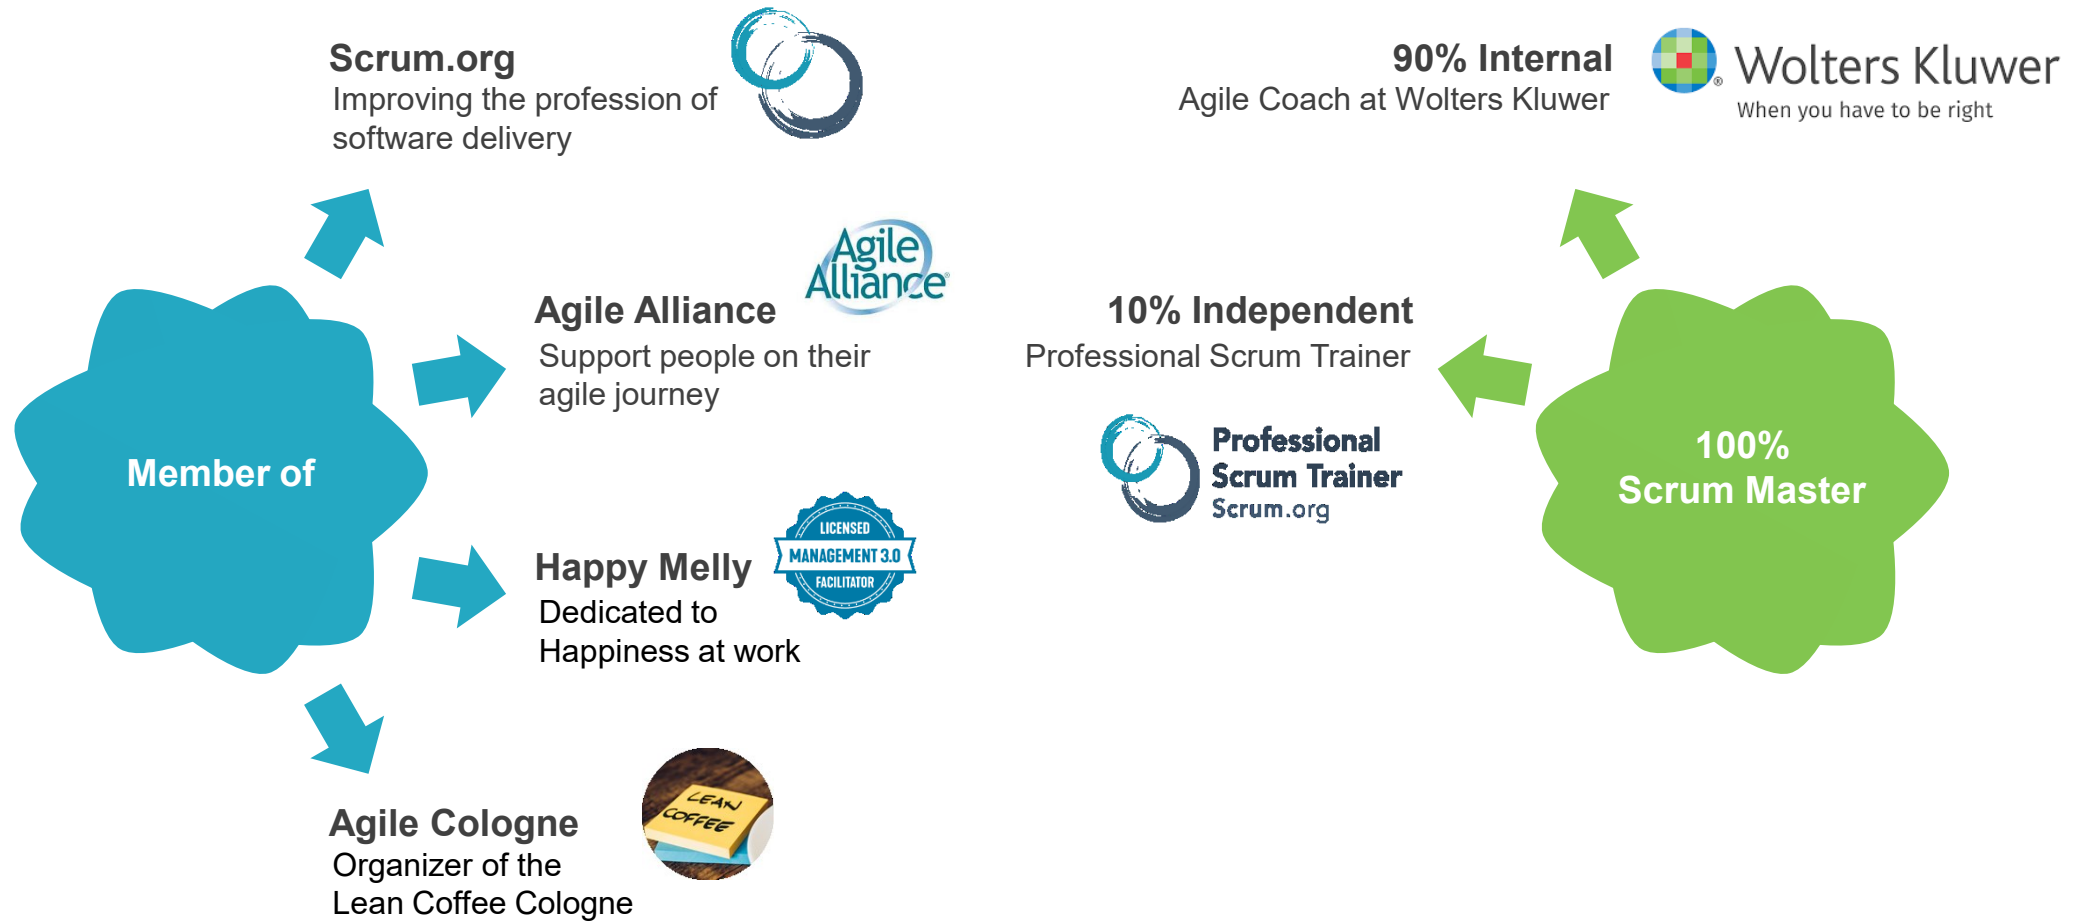 Scrum.org
Improving the profession of
software delivery
Agile
Alliance®
Agile Alliance
Support people on their
agile journey
Member of
LICENSED
MANAGEMENT 3.0
FACILITATOR
Happy Melly
Dedicated to
Happiness at work
LEAN
COFFEE
Agile Cologne
Organizer of the
Lean Coffee Cologne
90% Internal
Agile Coach at Wolters Kluwer
® Wolters Kluwer
When you have to be right
10% Independent
Professional Scrum Trainer
Professional
Scrum Trainer
Scrum.org
100%
Scrum Master